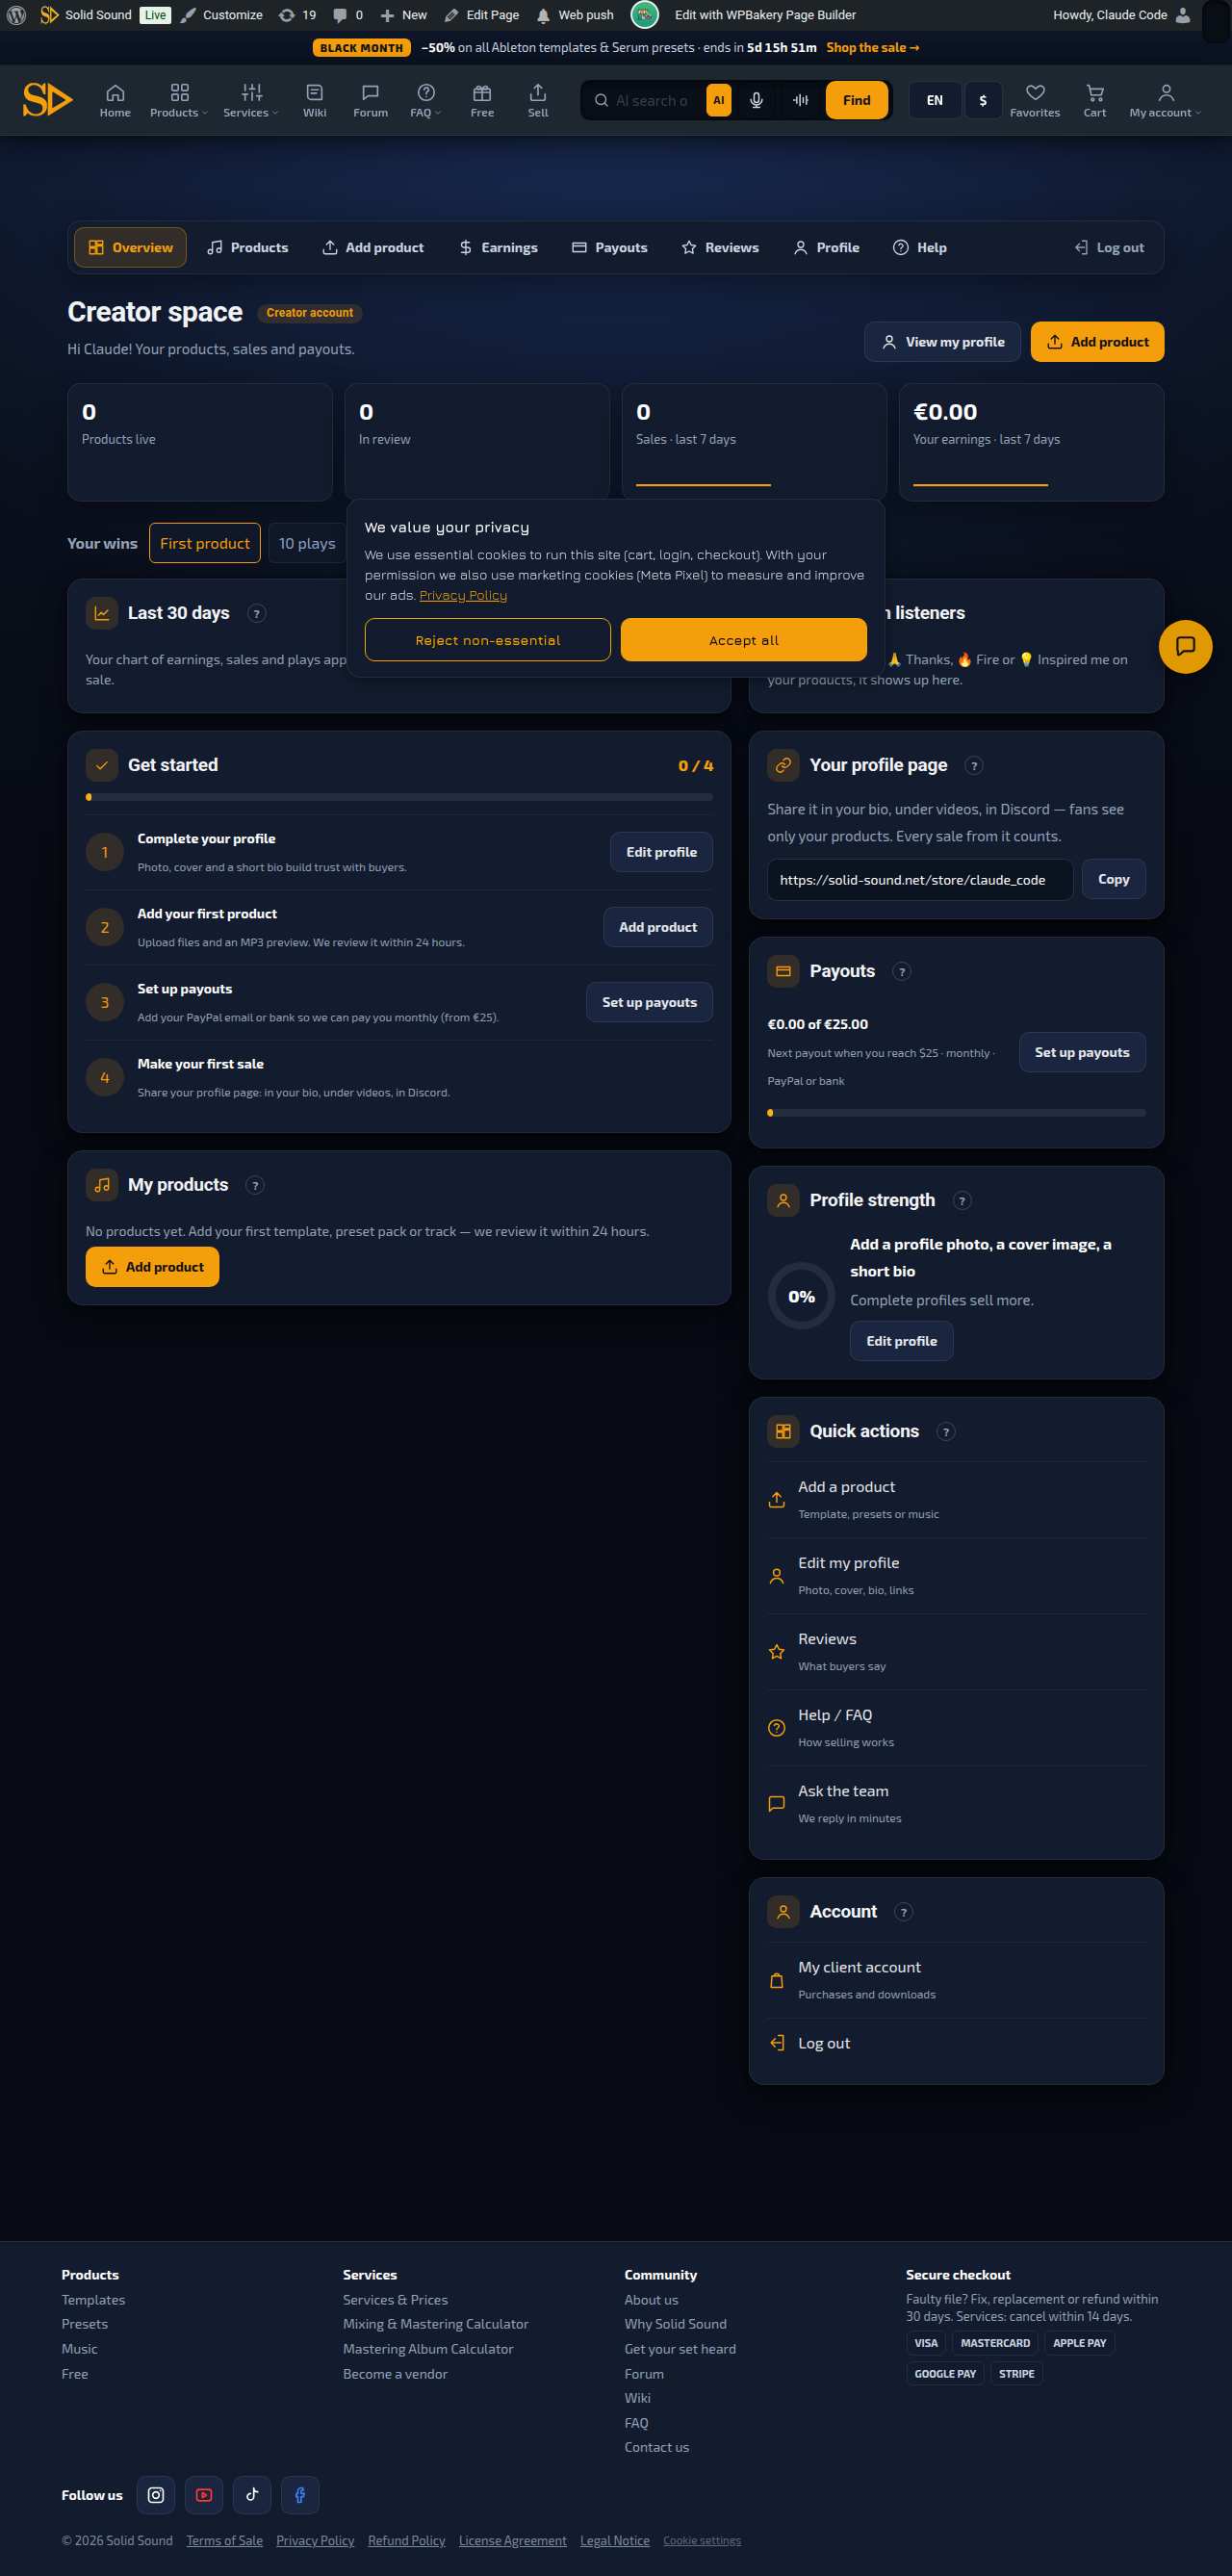 Solid Sound Live Customize 19 0 New Edit Page Web push Edit with WPBakery Page Builder Howdy, Claude Code
BLACK MONTH –50% on all Ableton templates & Serum presets · ends in 5d 15h 51m Shop the sale →
Home Products Services Wiki Forum FAQ Free Sell AI search o AI Find EN $ Favorites Cart My account
Overview Products Add product Earnings Payouts Reviews Profile Help Log out
Creator space Creator account
Hi Claude! Your products, sales and payouts.
View my profile Add product
0 0 0 €0.00
Products live In review Sales · last 7 days Your earnings · last 7 days
Your wins First product 10 plays
We value your privacy
We use essential cookies to run this site (cart, login, checkout). With your
permission we also use marketing cookies (Meta Pixel) to measure and improve
our ads. Privacy Policy
Reject non-essential Accept all
Last 30 days ?
Your chart of earnings, sales and plays app
sale.
listeners
🙏 Thanks, 🔥 Fire or 💡 Inspired me on
your products, it shows up here.
Get started 0 / 4
1 Complete your profile
Photo, cover and a short bio build trust with buyers.
Edit profile
2 Add your first product
Upload files and an MP3 preview. We review it within 24 hours.
Add product
3 Set up payouts
Add your PayPal email or bank so we can pay you monthly (from €25).
Set up payouts
4 Make your first sale
Share your profile page: in your bio, under videos, in Discord.
My products ?
No products yet. Add your first template, preset pack or track — we review it within 24 hours.
Add product
Your profile page ?
Share it in your bio, under videos, in Discord — fans see
only your products. Every sale from it counts.
https://solid-sound.net/store/claude_code Copy
Payouts ?
€0.00 of €25.00
Next payout when you reach $25 · monthly ·
PayPal or bank
Set up payouts
Profile strength ?
0%
Add a profile photo, a cover image, a
short bio
Complete profiles sell more.
Edit profile
Quick actions ?
Add a product
Template, presets or music
Edit my profile
Photo, cover, bio, links
Reviews
What buyers say
Help / FAQ
How selling works
Ask the team
We reply in minutes
Account ?
My client account
Purchases and downloads
Log out
Products
Templates
Presets
Music
Free
Services
Services & Prices
Mixing & Mastering Calculator
Mastering Album Calculator
Become a vendor
Community
About us
Why Solid Sound
Get your set heard
Forum
Wiki
FAQ
Contact us
Secure checkout
Faulty file? Fix, replacement or refund within
30 days. Services: cancel within 14 days.
VISA MASTERCARD APPLE PAY
GOOGLE PAY STRIPE
Follow us
© 2026 Solid Sound Terms of Sale Privacy Policy Refund Policy License Agreement Legal Notice Cookie settings